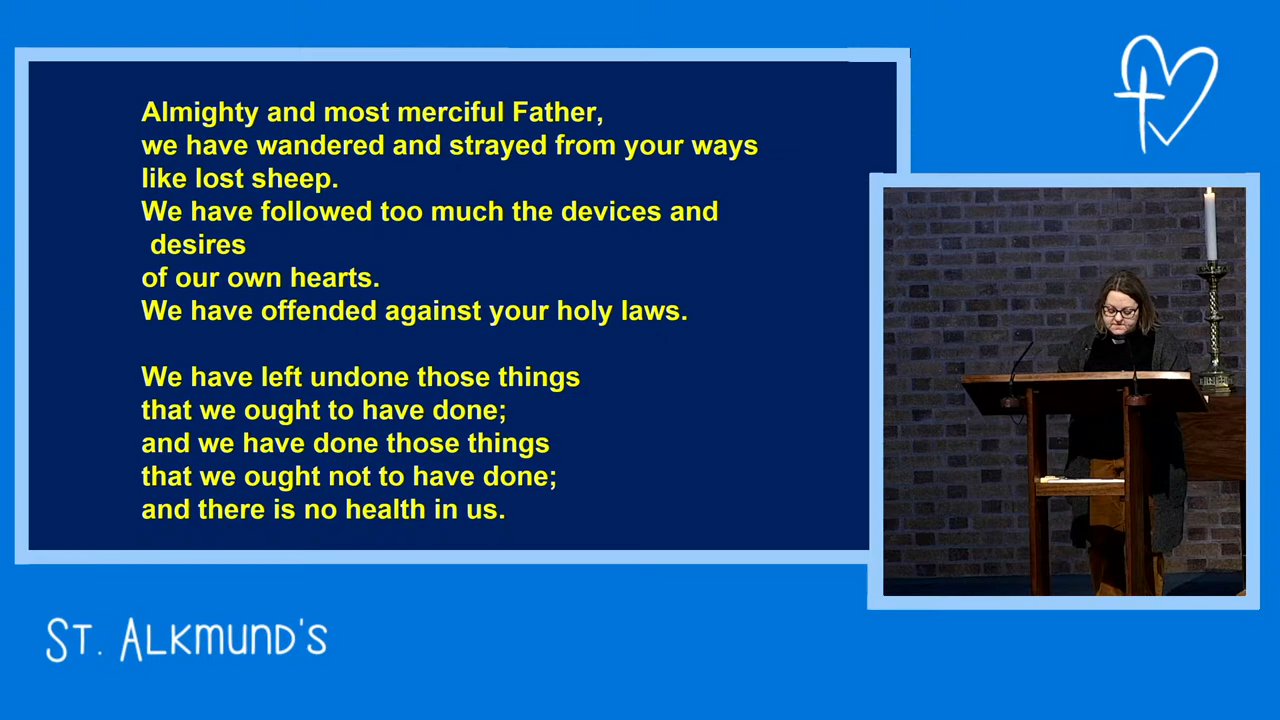 Almighty and most merciful Father,
we have wandered and strayed from your ways
like lost sheep.
We have followed too much the devices and
desires
of our own hearts.
We have offended against your holy laws.
We have left undone those things
that we ought to have done;
and we have done those things
that we ought not to have done;
and there is no health in us.
ST. ALKMUND'S